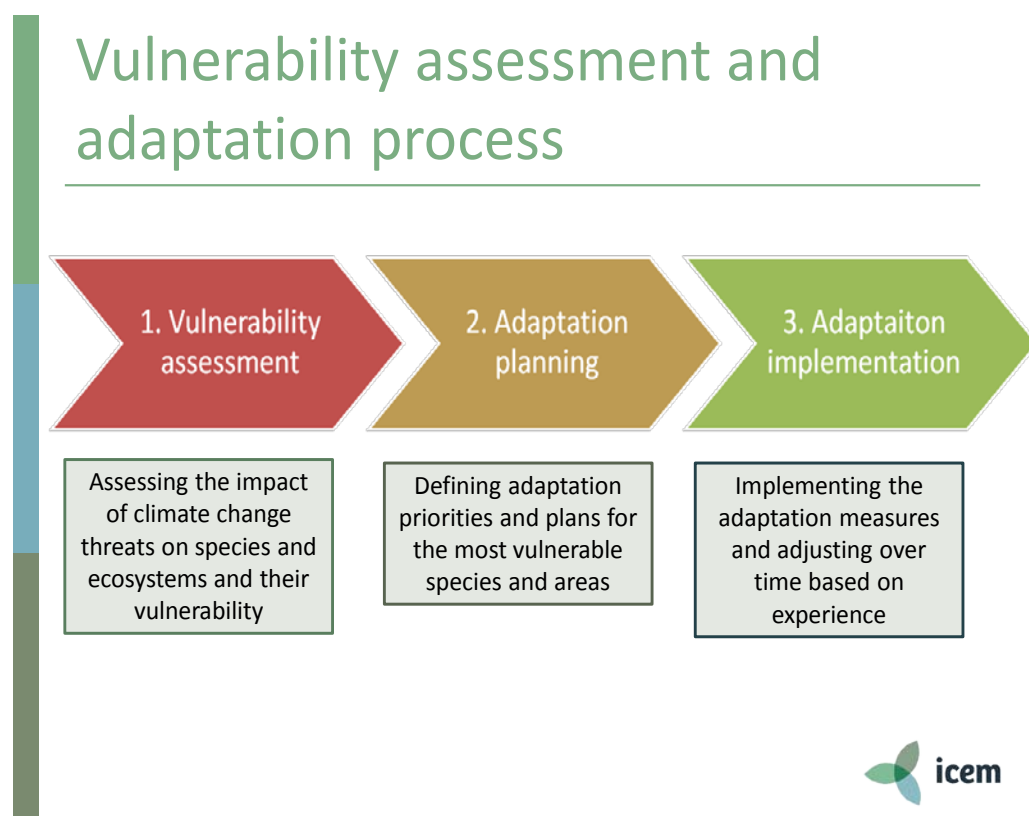 Vulnerability assessment and
adaptation process
1. Vulnerability
assessment
2. Adaptation
planning
3. Adaptaiton
implementation
Assessing the impact
of climate change
threats on species and
ecosystems and their
vulnerability
Defining adaptation
priorities and plans for
the most vulnerable
species and areas
Implementing the
adaptation measures
and adjusting over
time based on
experience
icem